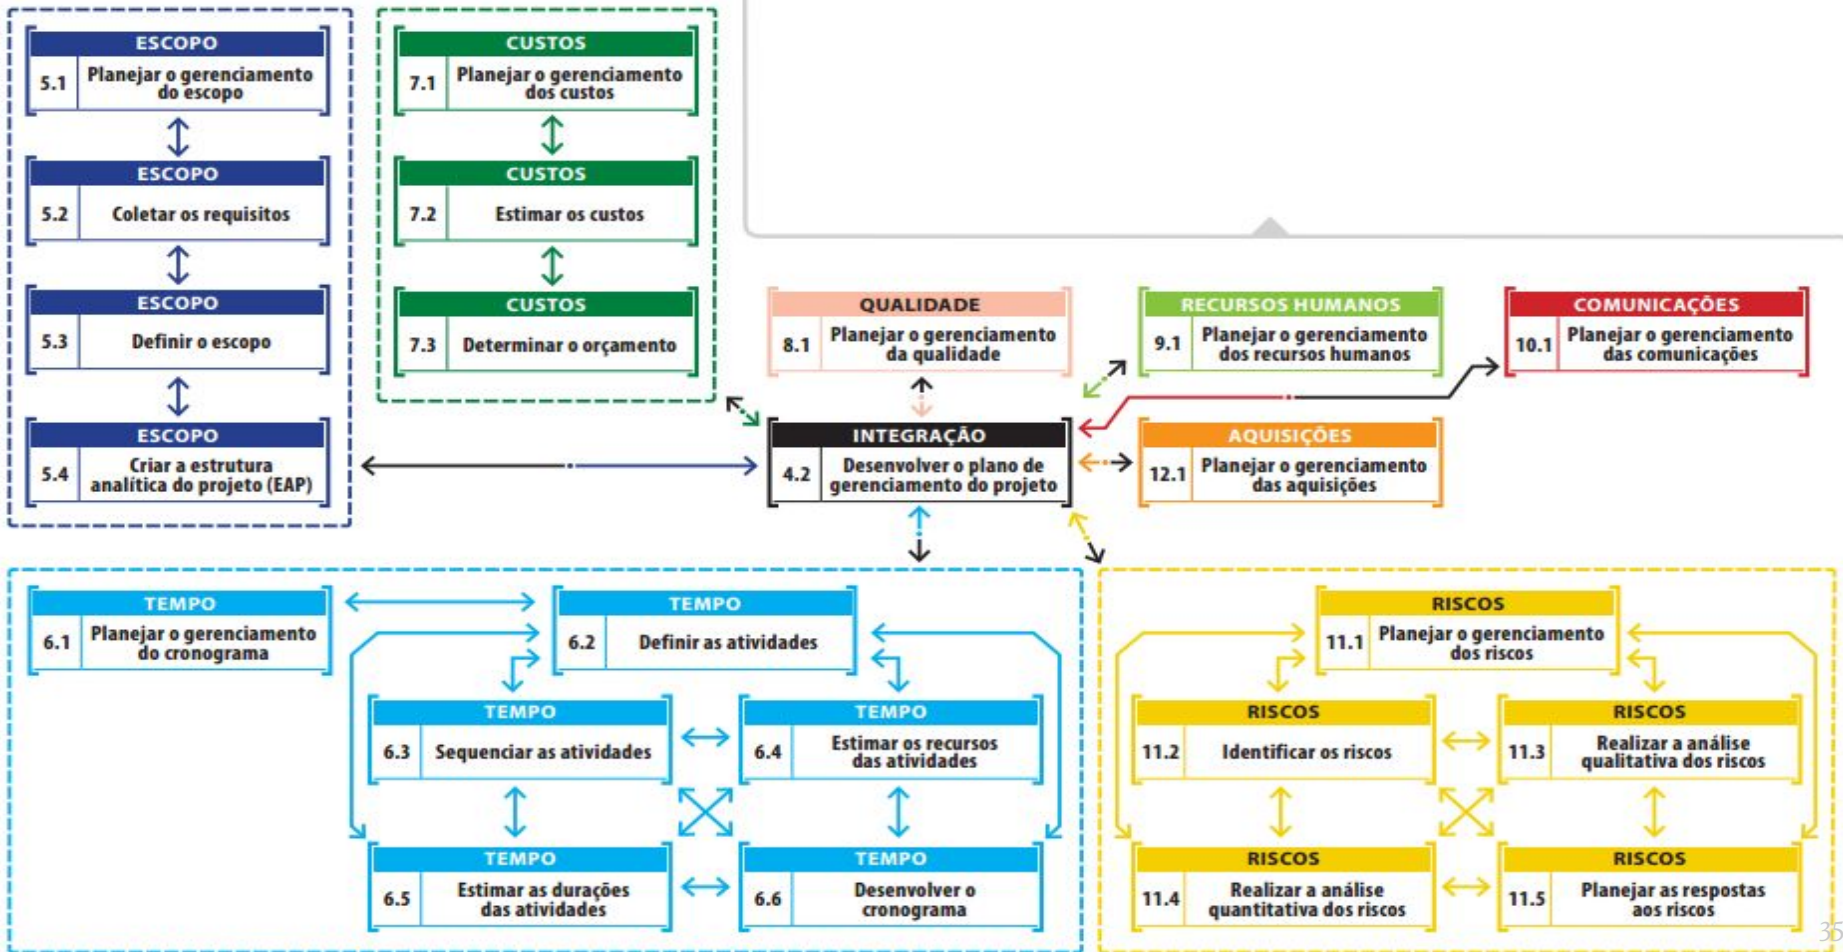 ESCOPO
5.1
Planejar o gerenciamento
do escopo
ESCOPO
5.2
Coletar os requisitos
ESCOPO
5.3
Definir o escopo
ESCOPO
5.4
Criar a estrutura
analítica do projeto (EAP)
CUSTOS
7.1
Planejar o gerenciamento
dos custos
CUSTOS
7.2
Estimar os custos
CUSTOS
7.3
Determinar o orçamento
QUALIDADE
8.1
Planejar o gerenciamento
da qualidade
RECURSOS HUMANOS
9.1
Planejar o gerenciamento
dos recursos humanos
COMUNICAÇÕES
10.1
Planejar o gerenciamento
das comunicações
INTEGRAÇÃO
4.2
Desenvolver o plano de
gerenciamento do projeto
AQUISIÇÕES
12.1
Planejar o gerenciamento
das aquisições
TEMPO
6.1
Planejar o gerenciamento
do cronograma
TEMPO
6.2
Definir as atividades
TEMPO
6.3
Sequenciar as atividades
TEMPO
6.4
Estimar os recursos
das atividades
TEMPO
6.5
Estimar as durações
das atividades
TEMPO
6.6
Desenvolver o
cronograma
RISCOS
11.1
Planejar o gerenciamento
dos riscos
RISCOS
11.2
Identificar os riscos
RISCOS
11.3
Realizar a análise
qualitativa dos riscos
RISCOS
11.4
Realizar a análise
quantitativa dos riscos
RISCOS
11.5
Planejar as respostas
aos riscos
35